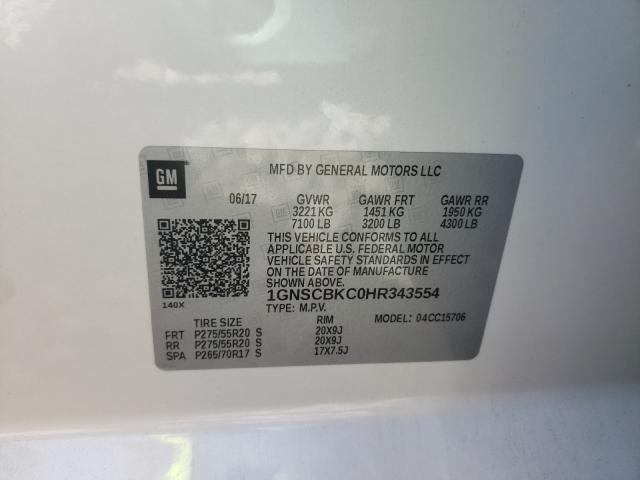 GM
MFD BY GENERAL MOTORS LLC
06/17 GVWR GAWR FRT GAWR RR
3221 KG 1451 KG 1950 KG
7100 LB 3200 LB 4300 LB
THIS VEHICLE CONFORMS TO ALL
APPLICABLE U.S. FEDERAL MOTOR
VEHICLE SAFETY STANDARDS IN EFFECT
ON THE DATE OF MANUFACTURE
SHOWN ABOVE.
140X
1GNSCBKC0HR343554
TYPE: M.P.V. MODEL: 04CC15706
TIRE SIZE RIM
FRT P275/55R20 S 20X9J
RR P275/55R20 S 20X9J
SPA P265/70R17 S 17X7.5J